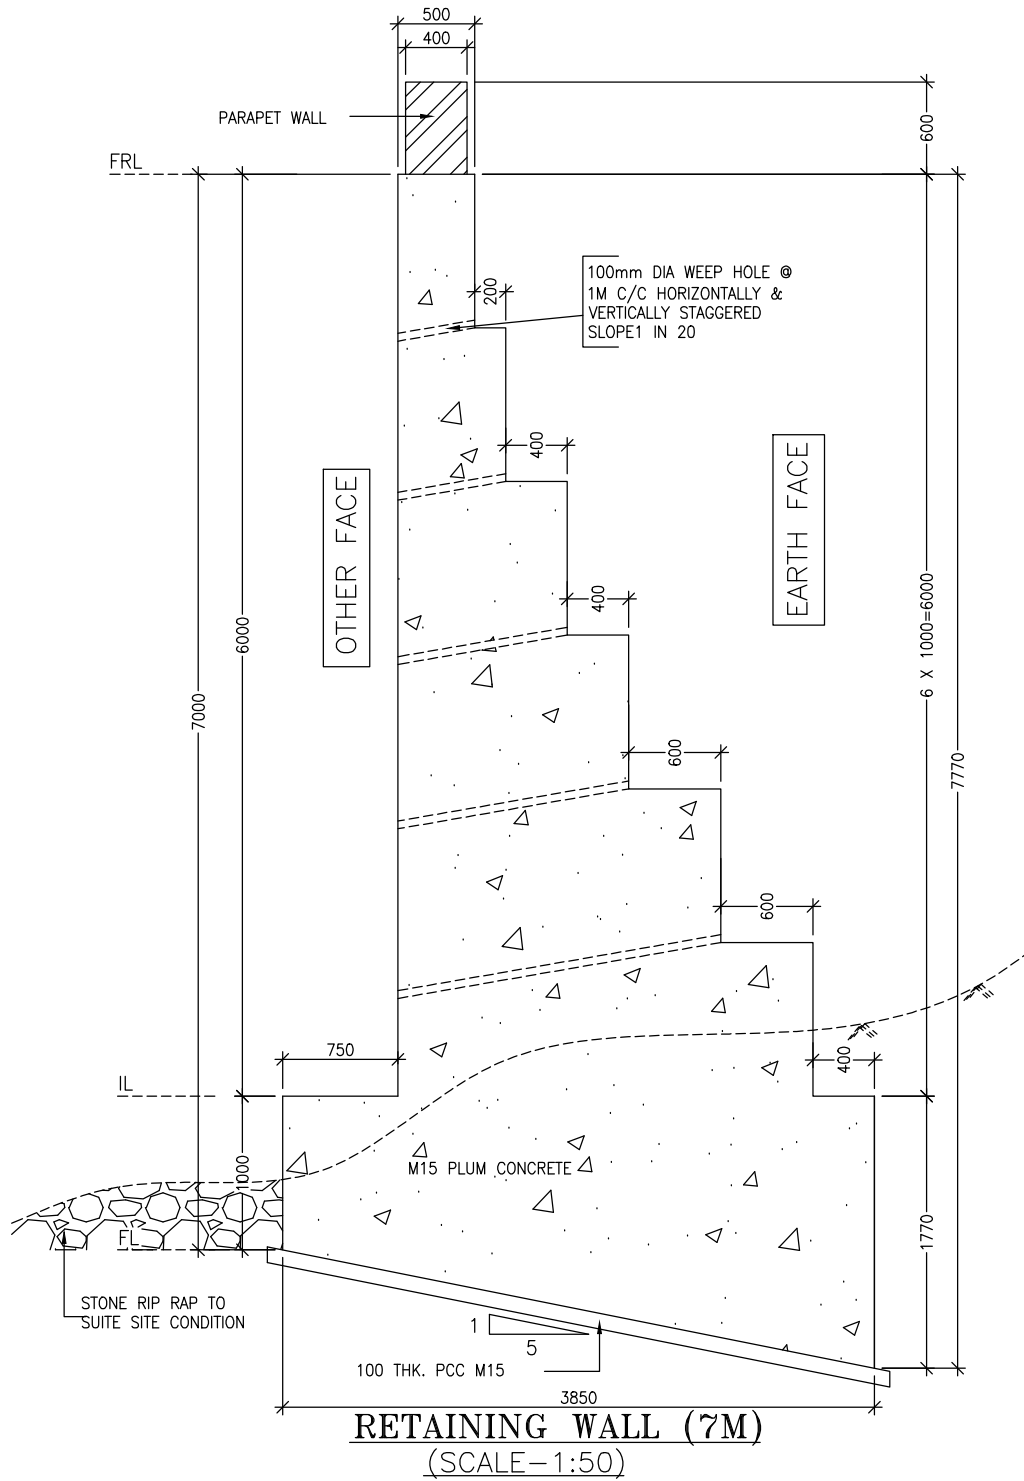 500
400
PARAPET WALL
600
FRL
100mm DIA WEEP HOLE @
1M C/C HORIZONTALLY &
VERTICALLY STAGGERED
SLOPE1 IN 20
200
400
OTHER FACE
EARTH FACE
400
6000
6 X 1000=6000
7000
600
7770
600
750
400
IL
1000
M15 PLUM CONCRETE
FL
1770
STONE RIP RAP TO
SUITE SITE CONDITION
1
5
100 THK. PCC M15
3850
RETAINING WALL (7M)
(SCALE-1:50)